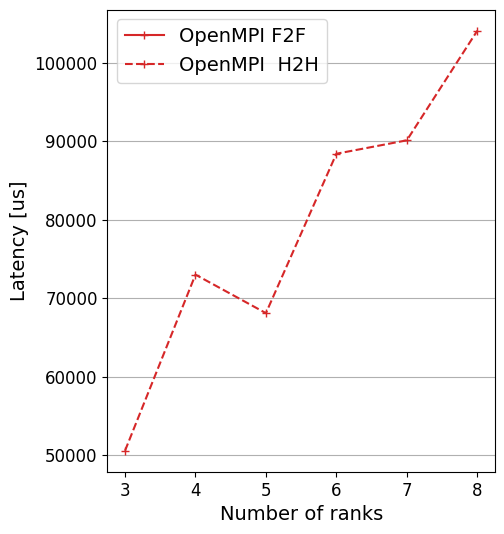 OpenMPI F2F
OpenMPI  H2H
100000
90000
80000
70000
60000
50000
Latency [us]
3 4 5 6 7 8
Number of ranks